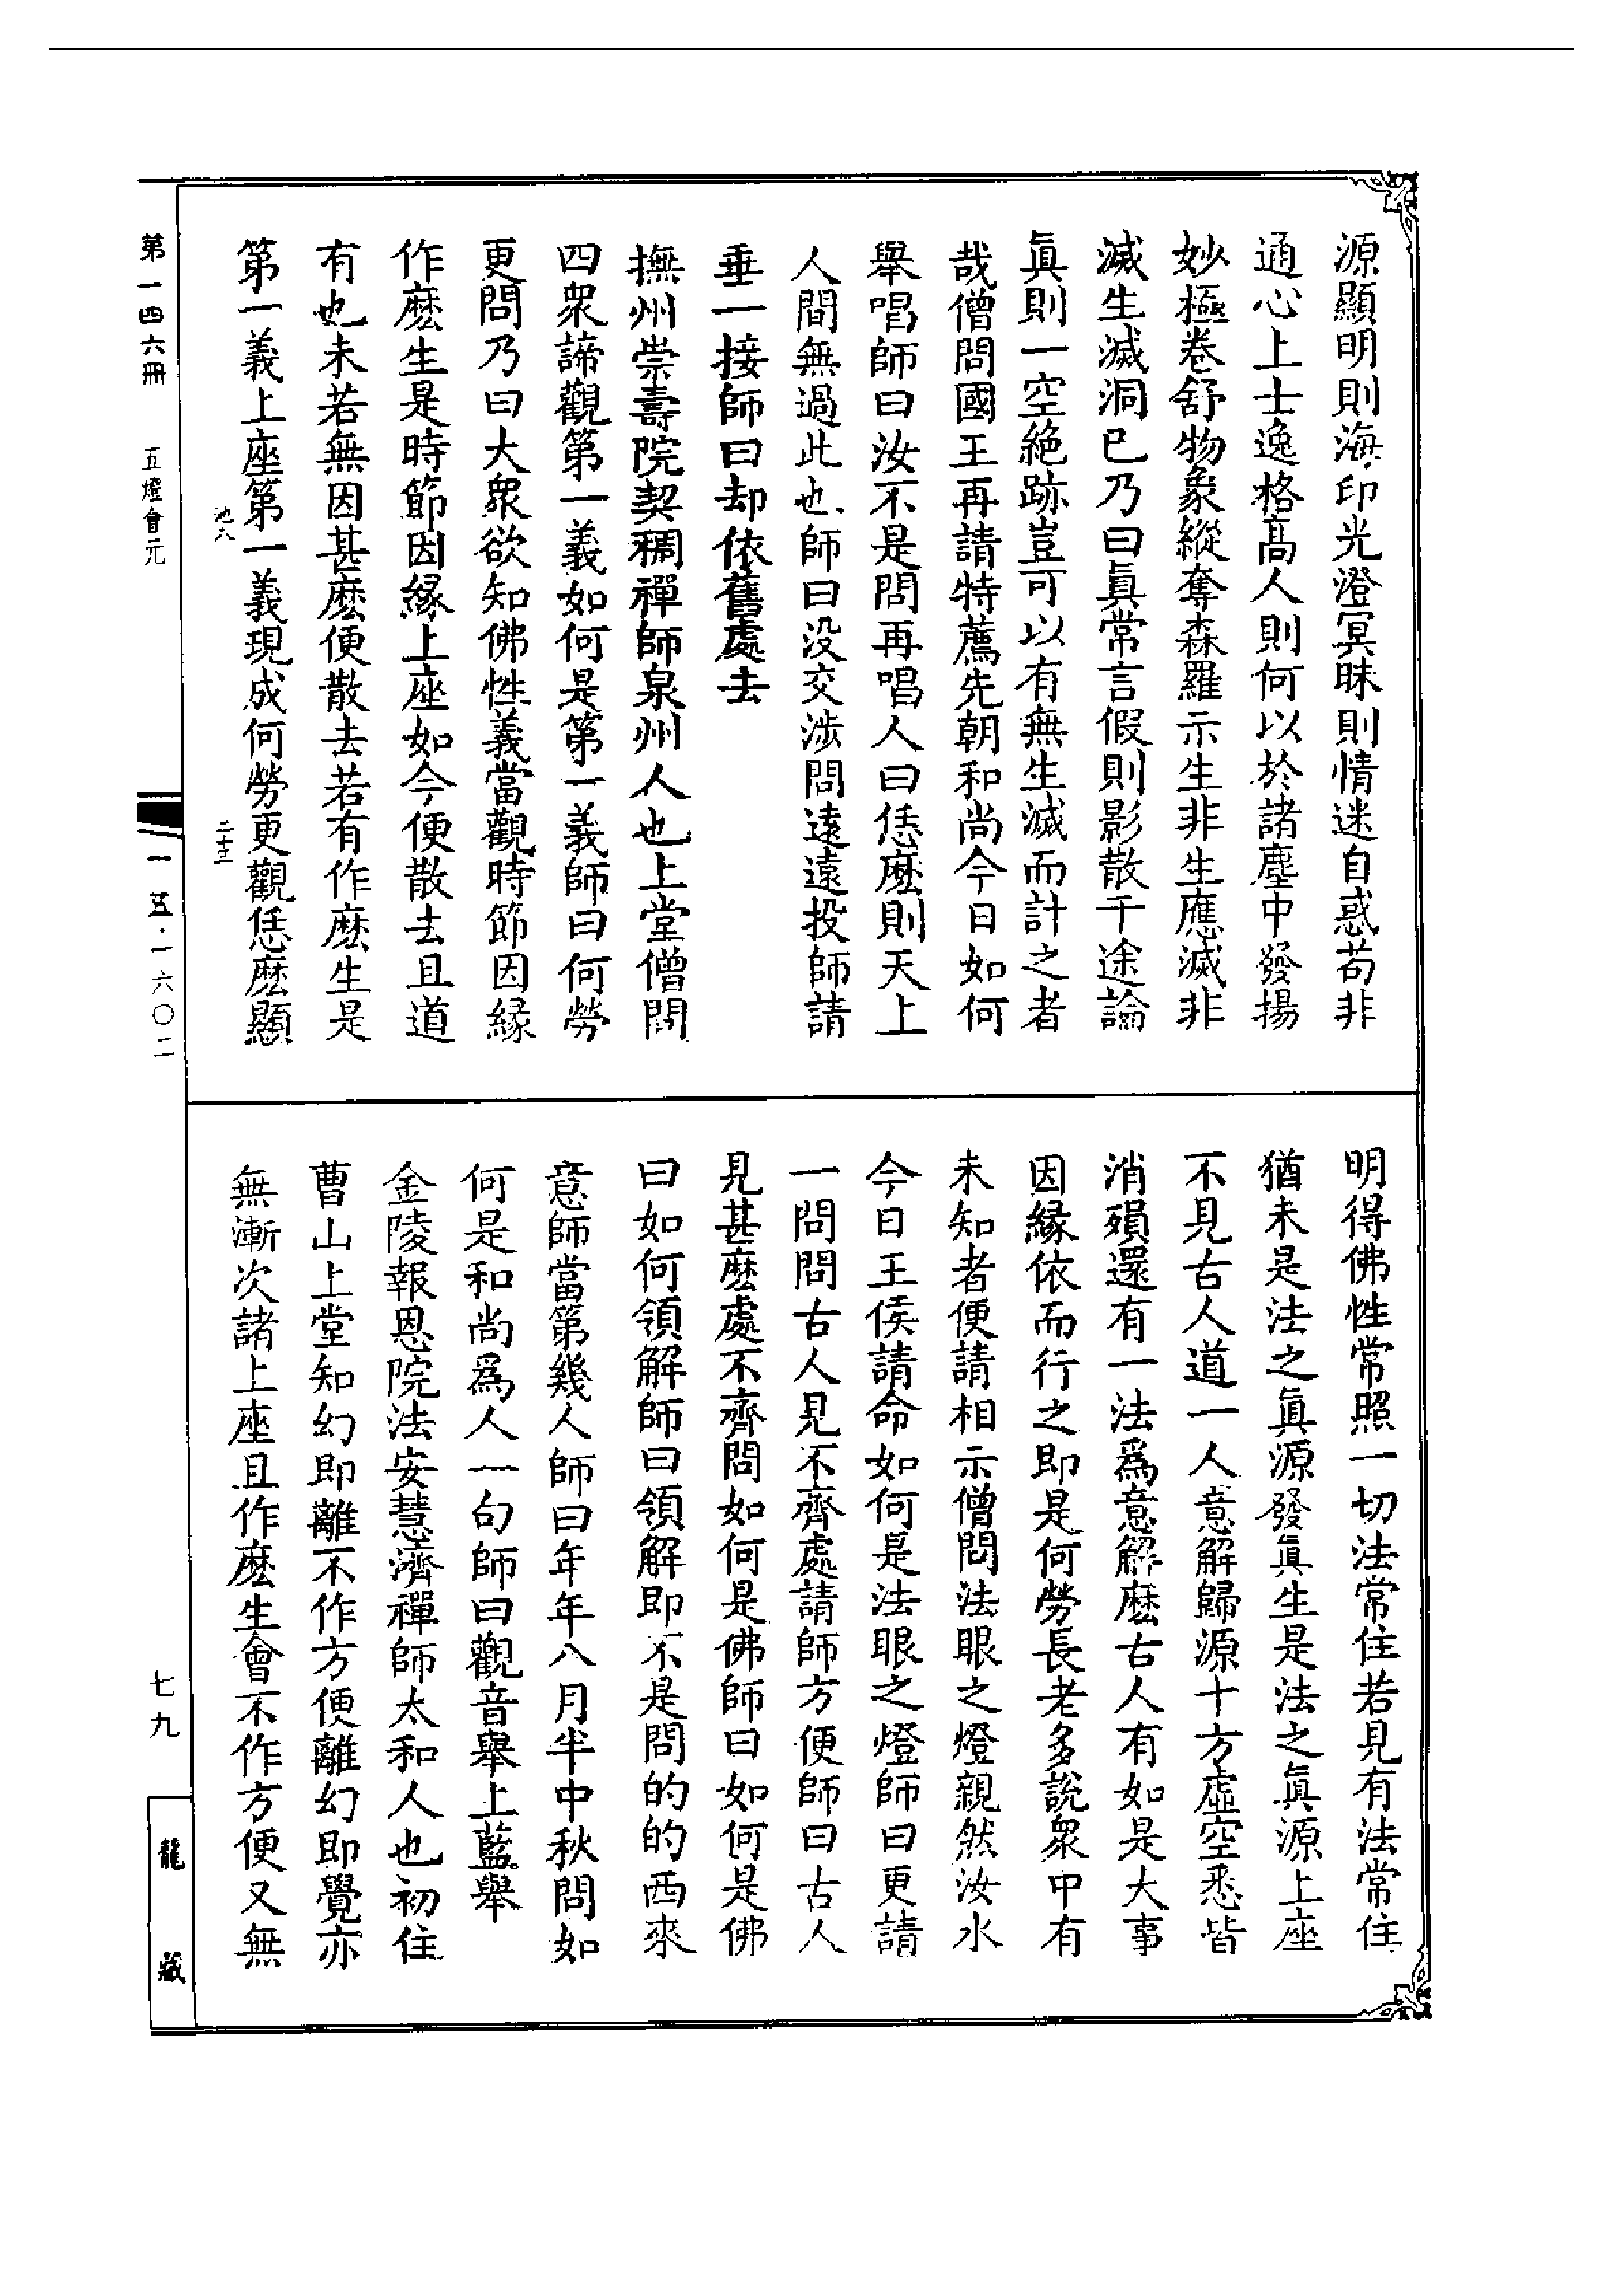 源顯明則海印光澄冥昧則情迷自惑苟非
通心上士逸格高人則何以於諸塵中發揚
妙極卷舒物象縱奪森羅示生非生應滅非
滅生滅洞已乃曰眞常言假則影散千途論
眞則一空絶跡豈可以有無生滅而計之者
哉僧問國王再請特薦先朝和尚今日如何
舉唱師曰汝不是問再唱人曰恁麽則天上
人間無過此也師曰没交涉問遠遠投師請
垂一接師曰却依舊處去
撫州崇壽院契稠禪師泉州人也上堂僧問
四衆諦觀第一義如何是第一義師曰何勞
更問乃曰大衆欲知佛性義當觀時節因緣
作麽生是時節因緣上座如今便散去且道
有也未若無因甚麽便散去若有作麽生是
第一義上座第一義現成何勞更觀恁麽顯
明得佛性常照一切法常住若見有法常住
猶未是法之眞源發眞生是法之眞源上座
不見古人道一人意解歸源十方虛空悉皆
消殞還有一法爲意解麽古人有如是大事
因緣依而行之即是何勞長老多説衆中有
未知者便請相示僧問法眼之燈親然汝水
今日王侯請命如何是法眼之燈師曰更請
一問問古人見不齊處請師方便師曰古人
見甚麽處不齊問如何是佛師曰如何是佛
曰如何領解師曰領解即不是問的的西來
意師當第幾人師曰年年八月半中秋問如
何是和尚爲人一句師曰觀音舉上藍舉
金陵報恩院法安慧濟禪師太和人也初住
曹山上堂知幻即離不作方便離幻即覺亦
無漸次諸上座且作麽生會不作方便又無
第一四六冊 五燈會元
池六
二十三
一一五·一六〇二
七九
龍藏